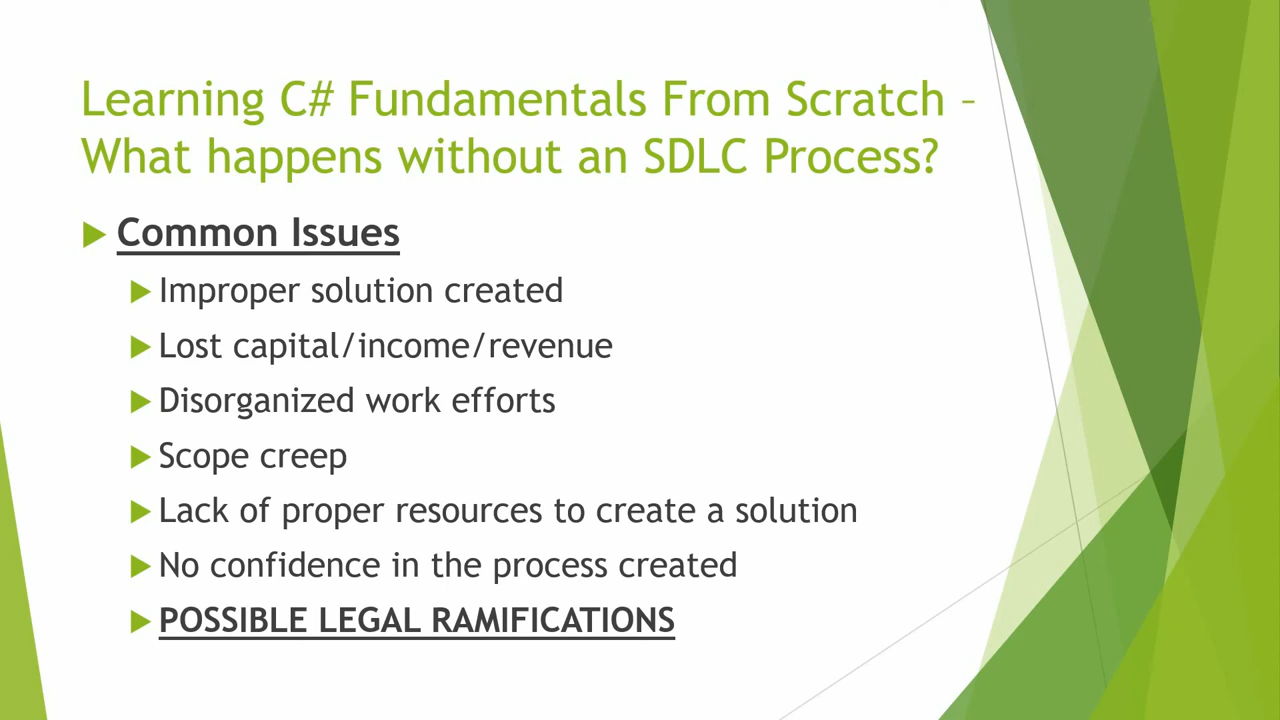 Learning C# Fundamentals From Scratch –
What happens without an SDLC Process?
Common Issues
Improper solution created
Lost capital/income/revenue
Disorganized work efforts
Scope creep
Lack of proper resources to create a solution
No confidence in the process created
POSSIBLE LEGAL RAMIFICATIONS